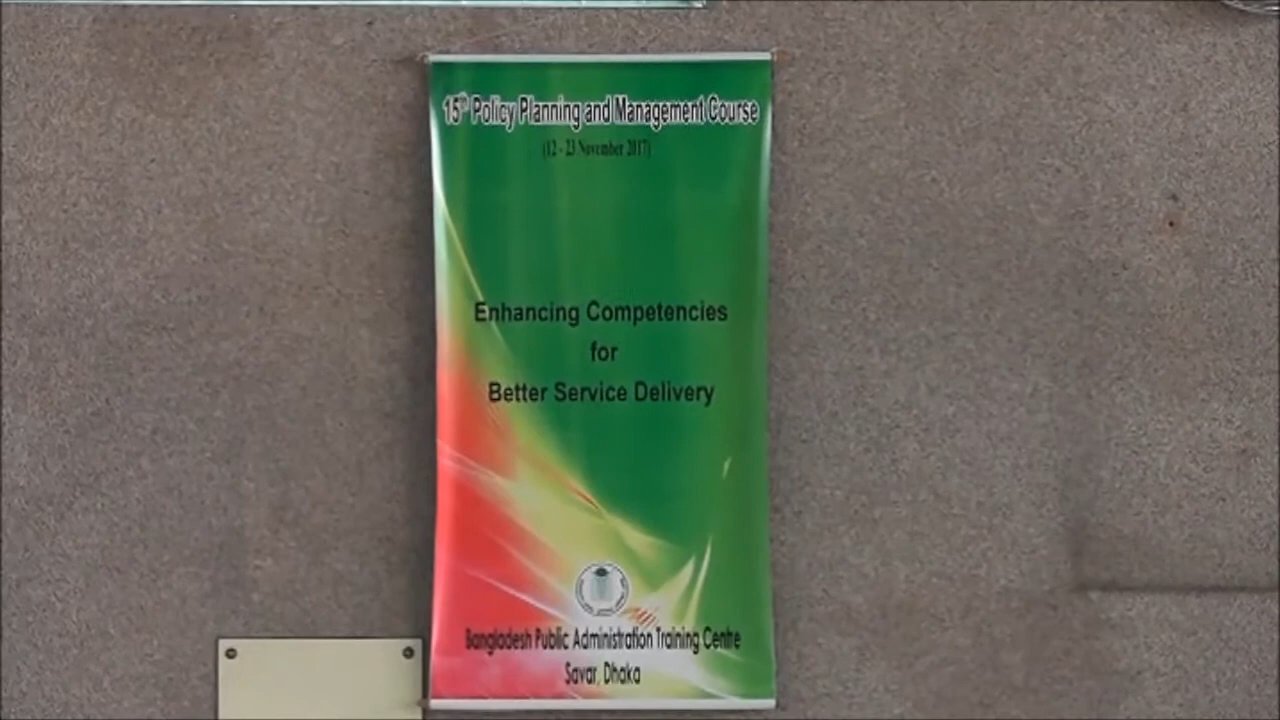 15th Policy Planning and Management Course
(12 - 23 November 2017)
Enhancing Competencies
for
Better Service Delivery
Bangladesh Public Administration Training Centre
Savar, Dhaka